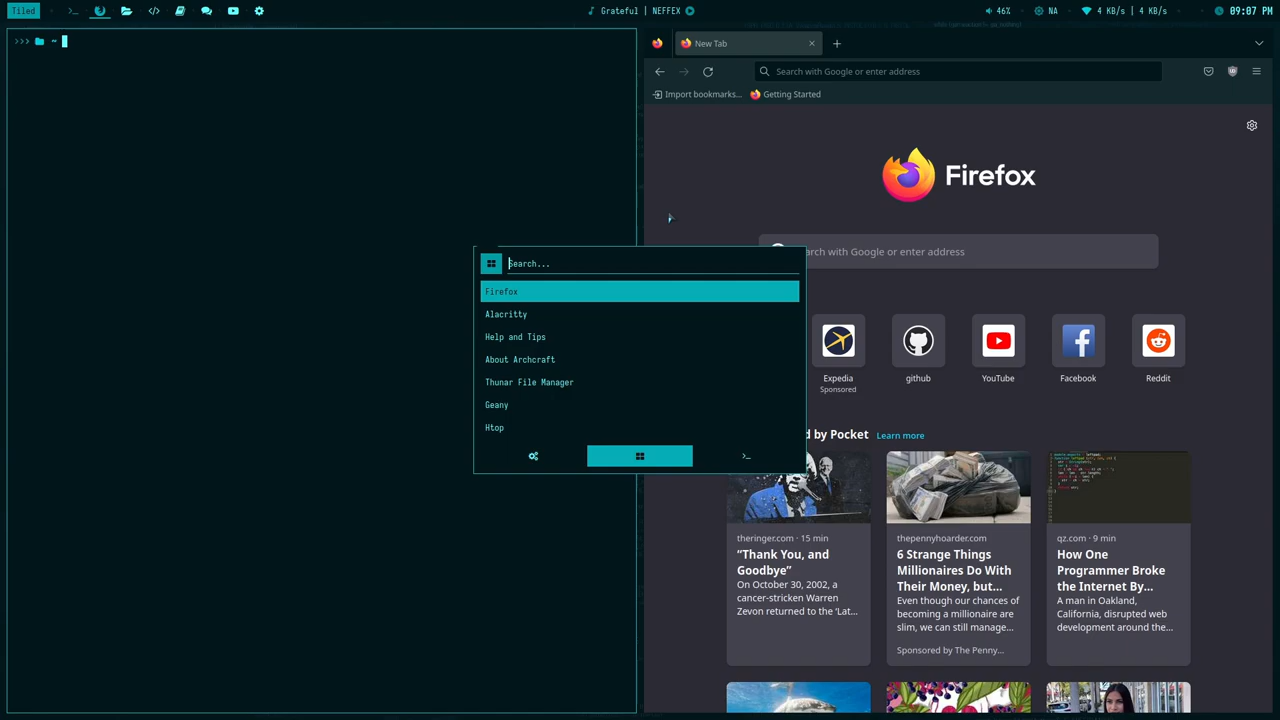 Tiled
Grateful | NEFFEX
46%
NA
4 KB/s | 4 KB/s
09:07 PM
>>> ~
New Tab
Search with Google or enter address
Import bookmarks...
Getting Started
Firefox
arch with Google or enter address
Search...
Firefox
Alacritty
Help and Tips
About Archcraft
Thunar File Manager
Geany
Htop
Expedia
Sponsored
github
YouTube
Facebook
Reddit
d by Pocket
Learn more
theringer.com · 15 min
“Thank You, and
Goodbye”
On October 30, 2002, a
cancer-stricken Warren
Zevon returned to the ‘Lat...
thepennyhoarder.com
6 Strange Things
Millionaires Do With
Their Money, but...
Even though our chances of
becoming a millionaire are
slim, we can still manage...
Sponsored by The Penny...
qz.com · 9 min
How One
Programmer Broke
the Internet By...
A man in Oakland,
California, disrupted web
development around the...